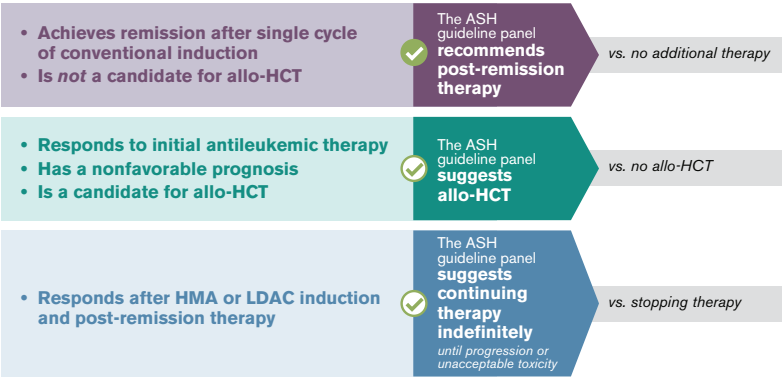 • Achieves remission after single cycle
of conventional induction
• Is not a candidate for allo-HCT
The ASH
guideline panel
recommends
post-remission
therapy
vs. no additional therapy
• Responds to initial antileukemic therapy
• Has a nonfavorable prognosis
• Is a candidate for allo-HCT
The ASH
guideline panel
suggests
allo-HCT
vs. no allo-HCT
• Responds after HMA or LDAC induction
and post-remission therapy
The ASH
guideline panel
suggests
continuing
therapy
indefinitely
until progression or
unacceptable toxicity
vs. stopping therapy